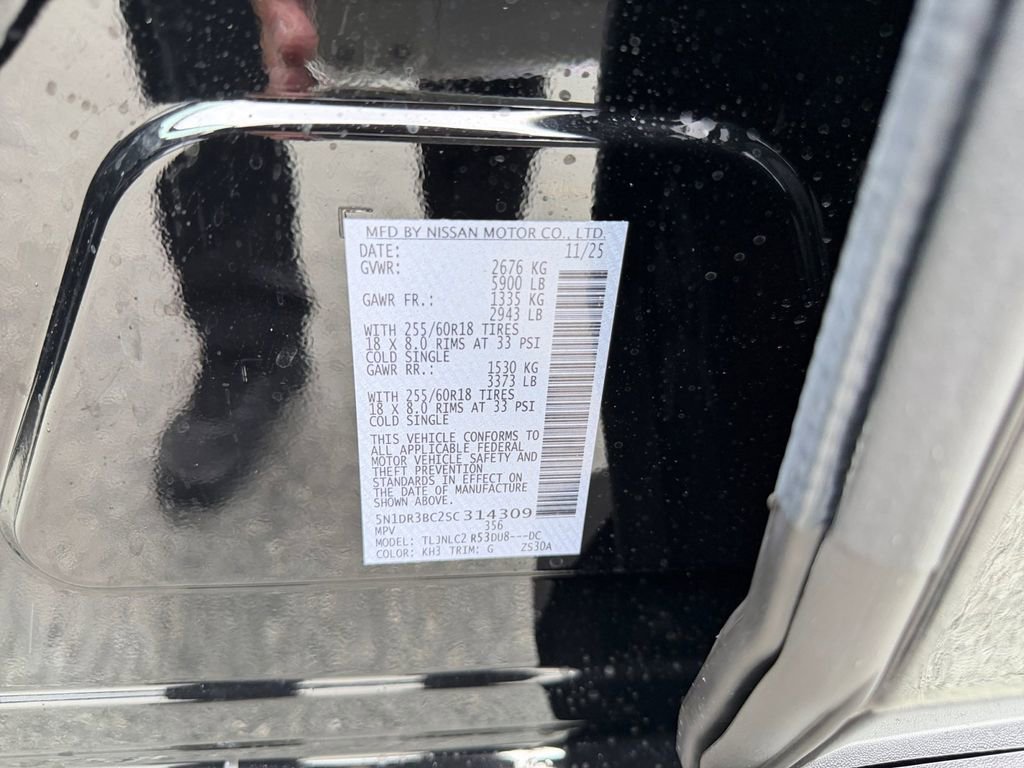 MFD BY NISSAN MOTOR CO., LTD.
DATE: 11/25
GVWR: 2676 KG
5900 LB
GAWR FR.: 1335 KG
2943 LB
WITH 255/60R18 TIRES
18 X 8.0 RIMS AT 33 PSI
COLD SINGLE
GAWR RR.: 1530 KG
3373 LB
WITH 255/60R18 TIRES
18 X 8.0 RIMS AT 33 PSI
COLD SINGLE
THIS VEHICLE CONFORMS TO
ALL APPLICABLE FEDERAL
MOTOR VEHICLE SAFETY AND
THEFT PREVENTION
STANDARDS IN EFFECT ON
THE DATE OF MANUFACTURE
SHOWN ABOVE.
5N1DR3BC2SC314309
MPV 356
MODEL: TLJNLC2 R53DU8---DC
COLOR: KH3 TRIM: G ZS30A